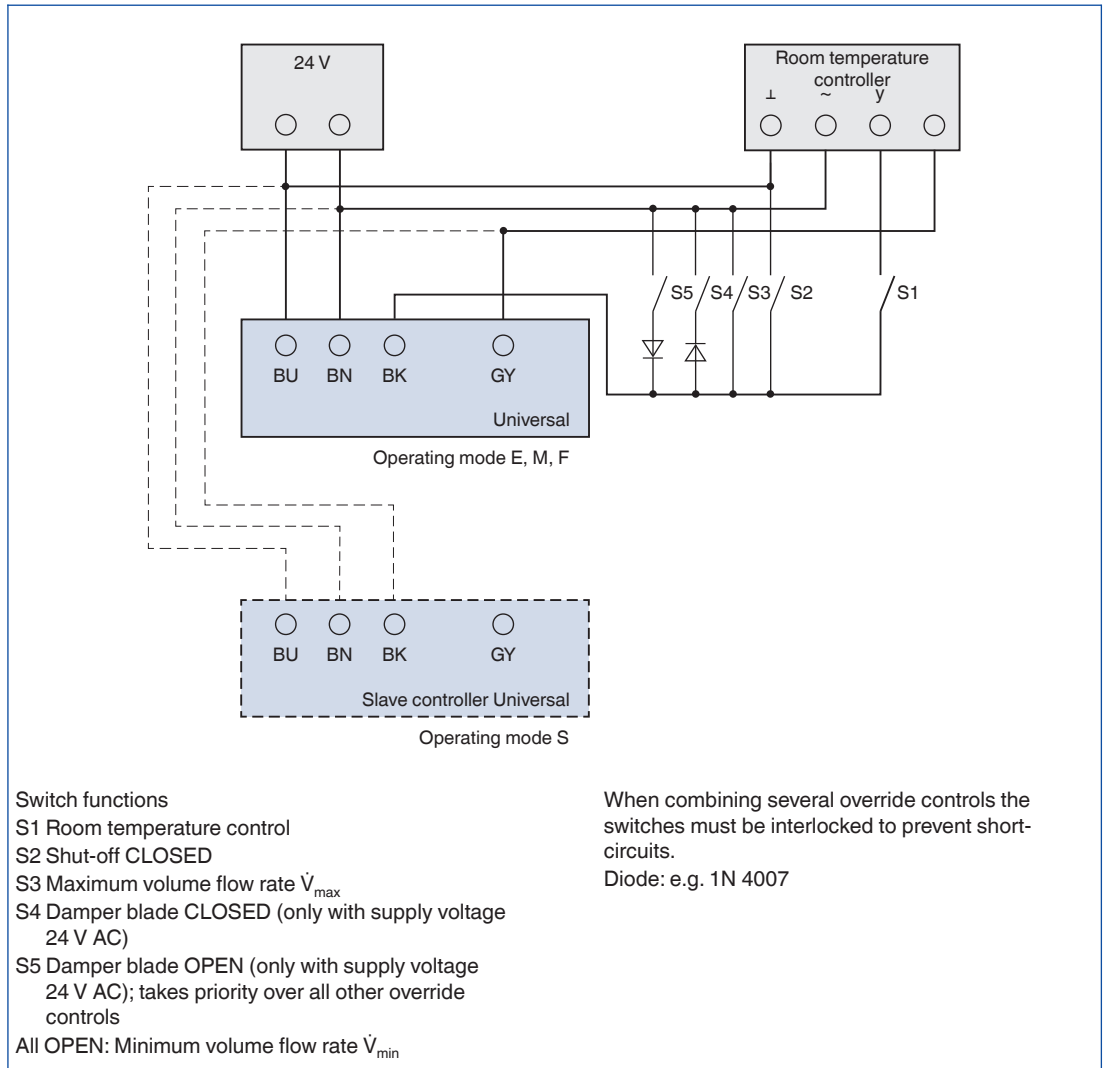 24 V
Room temperature
controller
⊥ ~ y
S5 S4 S3 S2 S1
BU BN BK GY
Universal
Operating mode E, M, F
BU BN BK GY
Slave controller Universal
Operating mode S
Switch functions
S1 Room temperature control
S2 Shut-off CLOSED
S3 Maximum volume flow rate V̇max
S4 Damper blade CLOSED (only with supply voltage
24 V AC)
S5 Damper blade OPEN (only with supply voltage
24 V AC); takes priority over all other override
controls
All OPEN: Minimum volume flow rate V̇min
When combining several override controls the
switches must be interlocked to prevent short-
circuits.
Diode: e.g. 1N 4007